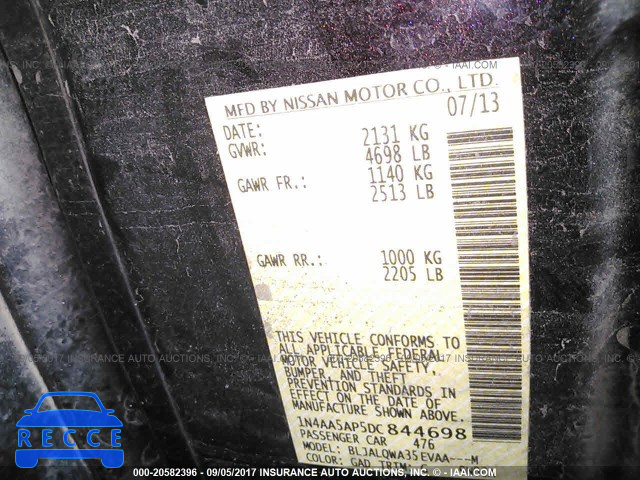 MFD BY NISSAN MOTOR CO., LTD.
DATE: 07/13
GVWR: 2131 KG
4698 LB
GAWR FR.: 1140 KG
2513 LB
GAWR RR.: 1000 KG
2205 LB
THIS VEHICLE CONFORMS TO
ALL APPLICABLE FEDERAL
MOTOR VEHICLE SAFETY,
BUMPER, AND THEFT
PREVENTION STANDARDS IN
EFFECT ON THE DATE OF
MANUFACTURE SHOWN ABOVE.
1N4AA5AP5DC844698
PASSENGER CAR 476
MODEL: BLJALQWA35EVAA---M
COLOR: GAD TRIM:
RECCE
000-20582396 - 09/05/2017 INSURANCE AUTO AUCTIONS, INC. - © IAAI.COM